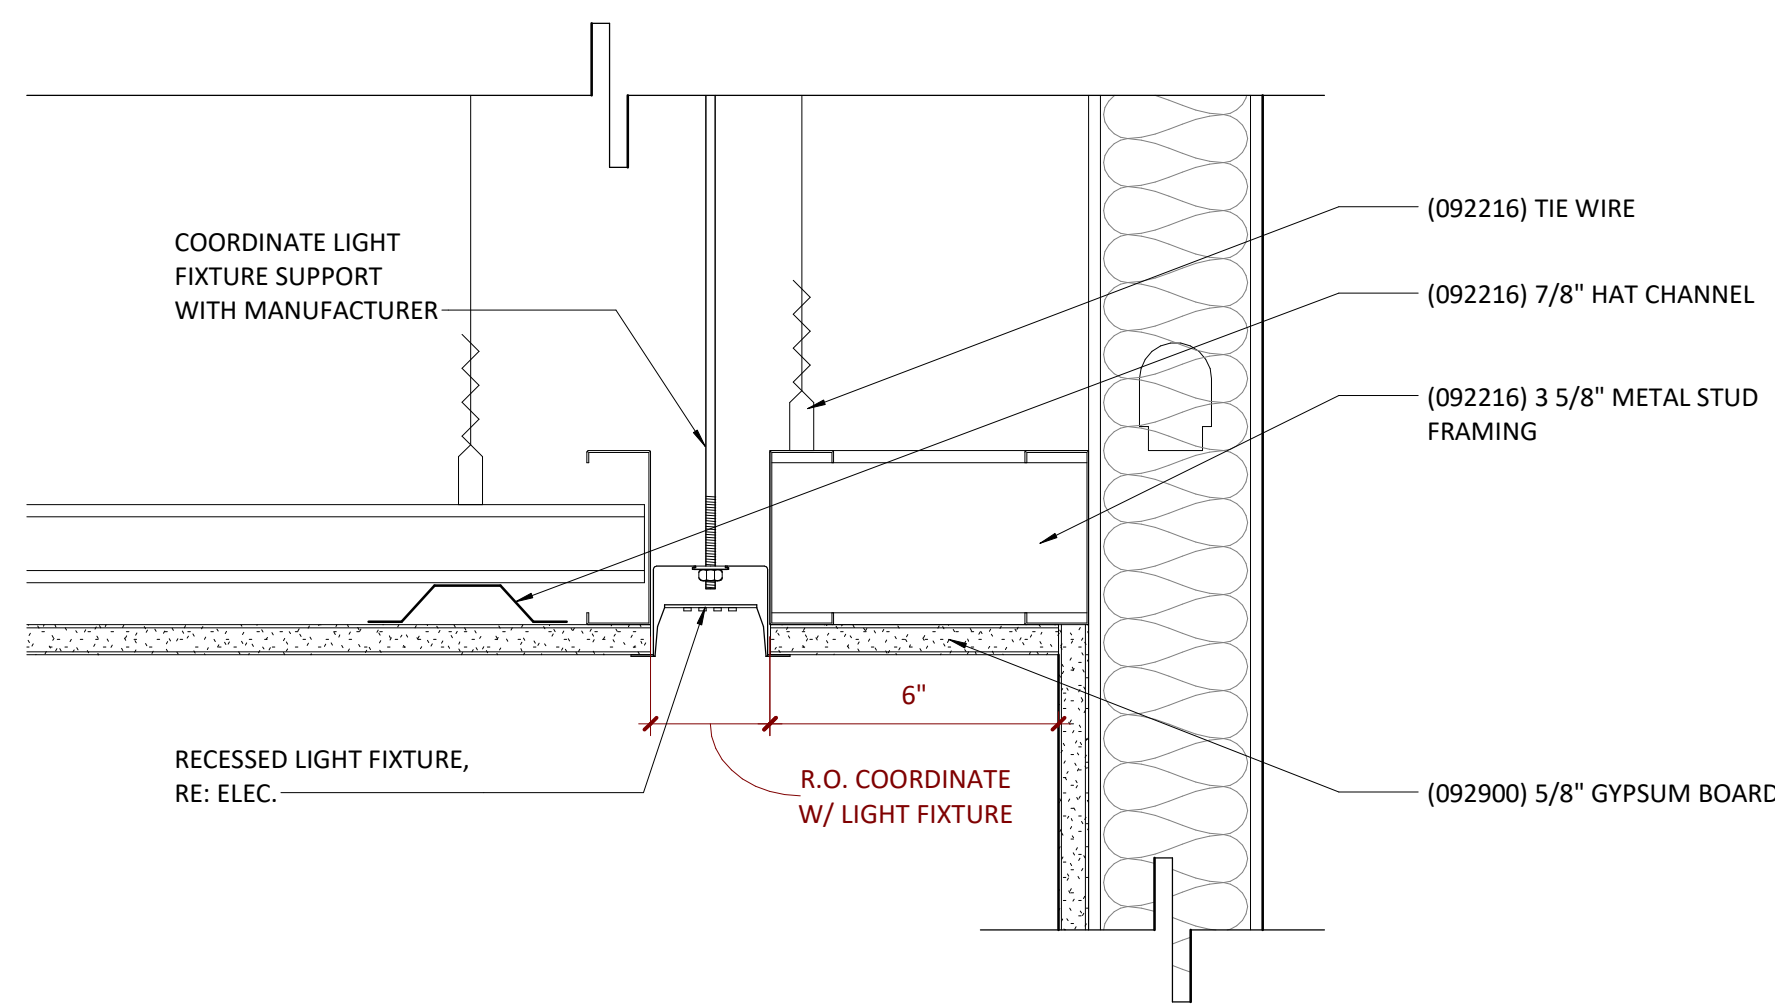 COORDINATE LIGHT
FIXTURE SUPPORT
WITH MANUFACTURER
(092216) TIE WIRE
(092216) 7/8" HAT CHANNEL
(092216) 3 5/8" METAL STUD
FRAMING
6"
RECESSED LIGHT FIXTURE,
RE: ELEC.
R.O. COORDINATE
W/ LIGHT FIXTURE
(092900) 5/8" GYPSUM BOARD